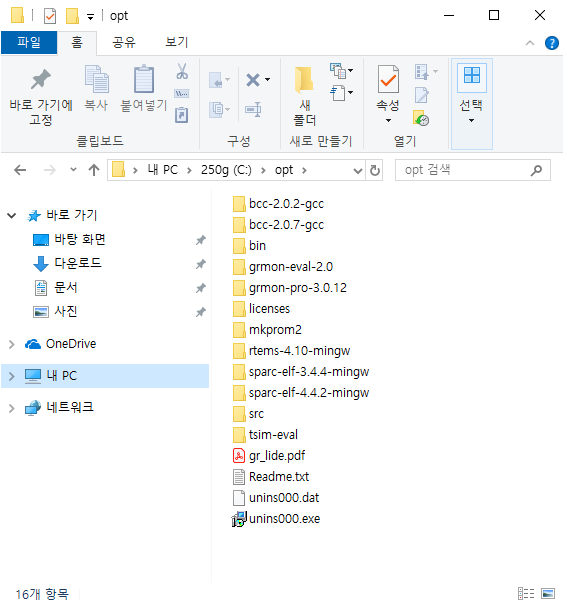 opt
파일
홈
공유
보기
바로 가기에
고정
복사
붙여넣기
클립보드
구성
새
폴더
새로 만들기
속성
열기
선택
내 PC
250g (C:)
opt
opt 검색
바로 가기
바탕 화면
다운로드
문서
사진
OneDrive
내 PC
네트워크
bcc-2.0.2-gcc
bcc-2.0.7-gcc
bin
grmon-eval-2.0
grmon-pro-3.0.12
licenses
mkprom2
rtems-4.10-mingw
sparc-elf-3.4.4-mingw
sparc-elf-4.4.2-mingw
src
tsim-eval
gr_lide.pdf
Readme.txt
unins000.dat
unins000.exe
16개 항목